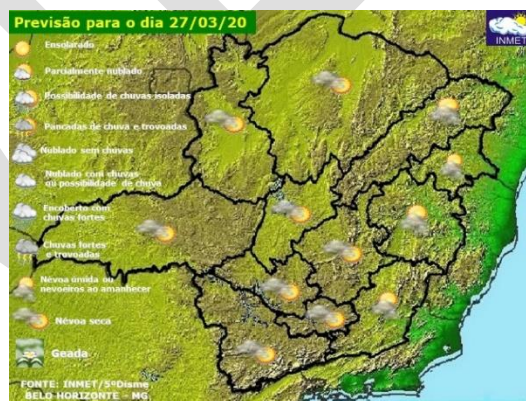 Previsão para o dia 27/03/20
INMET
Ensolarado
Parcialmente nublado
Possibilidade de chuvas isoladas
Pancadas de chuva e trovoadas
Nublado sem chuvas
Nublado com chuvas
ou possibilidade de chuva
Encoberto com
chuvas fortes
Chuvas fortes
e trovoadas
Névoa úmida ou
nevoeiros ao amanhecer
Névoa seca
Geada
FONTE: INMET/5ºDisme
BELO HORIZONTE - MG